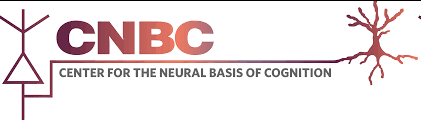 CNBC
CENTER FOR THE NEURAL BASIS OF COGNITION